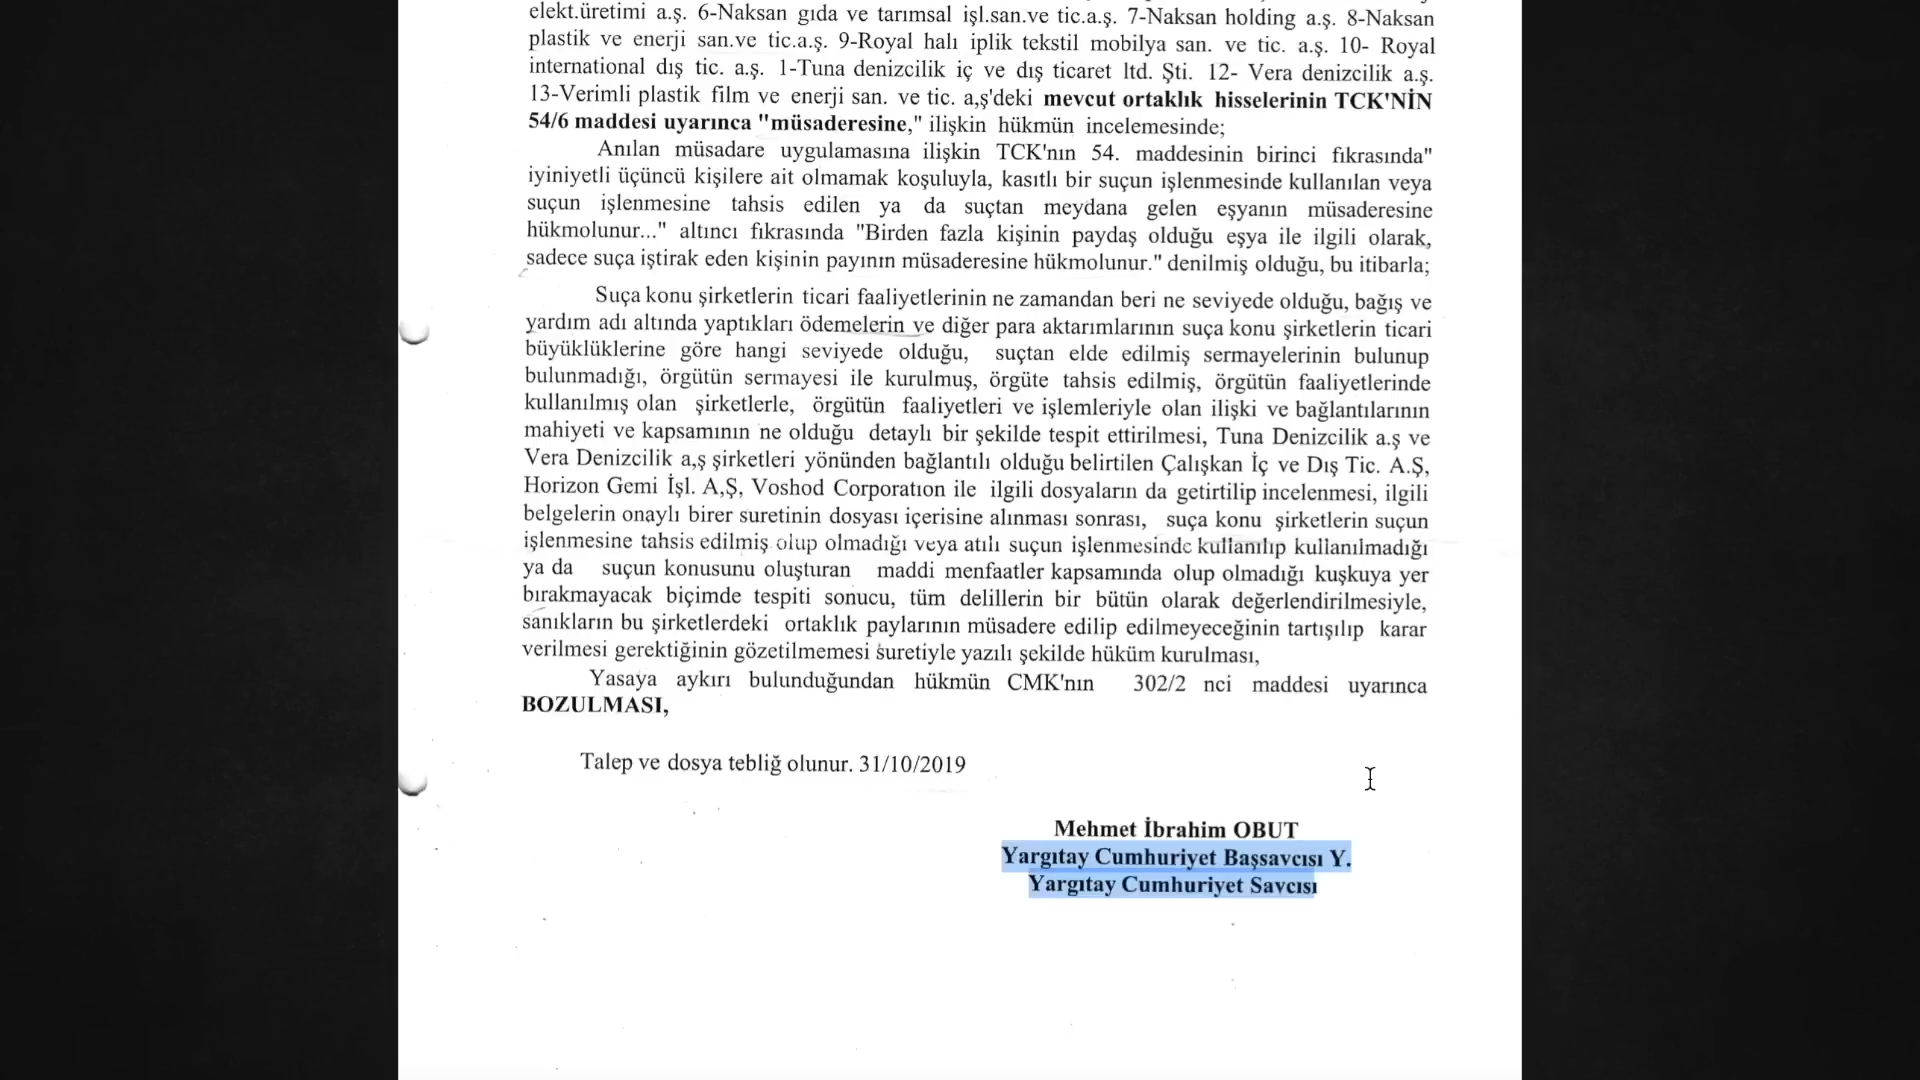 elekt.üretimi a.ş. 6-Naksan gıda ve tarımsal işl.san.ve tic.a.ş. 7-Naksan holding a.ş. 8-Naksan
plastik ve enerji san.ve tic.a.ş. 9-Royal halı iplik tekstil mobilya san. ve tic. a.ş. 10- Royal
international dış tic. a.ş. 1-Tuna denizcilik iç ve dış ticaret ltd. Şti. 12- Vera denizcilik a.ş.
13-Verimli plastik film ve enerji san. ve tic. a,ş'deki mevcut ortaklık hisselerinin TCK'NİN
54/6 maddesi uyarınca "müsaderesine," ilişkin hükmün incelemesinde;
Anılan müsadare uygulamasına ilişkin TCK'nın 54. maddesinin birinci fıkrasında"
iyiniyetli üçüncü kişilere ait olmamak koşuluyla, kasıtlı bir suçun işlenmesinde kullanılan veya
suçun işlenmesine tahsis edilen ya da suçtan meydana gelen eşyanın müsaderesine
hükmolunur..." altıncı fıkrasında "Birden fazla kişinin paydaş olduğu eşya ile ilgili olarak,
sadece suça iştirak eden kişinin payının müsaderesine hükmolunur." denilmiş olduğu, bu itibarla;
Suça konu şirketlerin ticari faaliyetlerinin ne zamandan beri ne seviyede olduğu, bağış ve
yardım adı altında yaptıkları ödemelerin ve diğer para aktarımlarının suça konu şirketlerin ticari
büyüklüklerine göre hangi seviyede olduğu, suçtan elde edilmiş sermayelerinin bulunup
bulunmadığı, örgütün sermayesi ile kurulmuş, örgüte tahsis edilmiş, örgütün faaliyetlerinde
kullanılmış olan şirketlerle, örgütün faaliyetleri ve işlemleriyle olan ilişki ve bağlantılarının
mahiyeti ve kapsamının ne olduğu detaylı bir şekilde tespit ettirilmesi, Tuna Denizcilik a.ş ve
Vera Denizcilik a,ş şirketleri yönünden bağlantılı olduğu belirtilen Çalışkan İç ve Dış Tic. A.Ş,
Horizon Gemi İşl. A,Ş, Voshod Corporatıon ile ilgili dosyaların da getirtilip incelenmesi, ilgili
belgelerin onaylı birer suretinin dosyası içerisine alınması sonrası, suça konu şirketlerin suçun
işlenmesine tahsis edilmiş olup olmadığı veya atılı suçun işlenmesinde kullanılıp kullanılmadığı
ya da suçun konusunu oluşturan maddi menfaatler kapsamında olup olmadığı kuşkuya yer
bırakmayacak biçimde tespiti sonucu, tüm delillerin bir bütün olarak değerlendirilmesiyle,
sanıkların bu şirketlerdeki ortaklık paylarının müsadere edilip edilmeyeceğinin tartışılıp karar
verilmesi gerektiğinin gözetilmemesi suretiyle yazılı şekilde hüküm kurulması,
Yasaya aykırı bulunduğundan hükmün CMK'nın 302/2 nci maddesi uyarınca
BOZULMASI,
Talep ve dosya tebliğ olunur. 31/10/2019
Mehmet İbrahim OBUT
Yargıtay Cumhuriyet Başsavcısı Y.
Yargıtay Cumhuriyet Savcısı